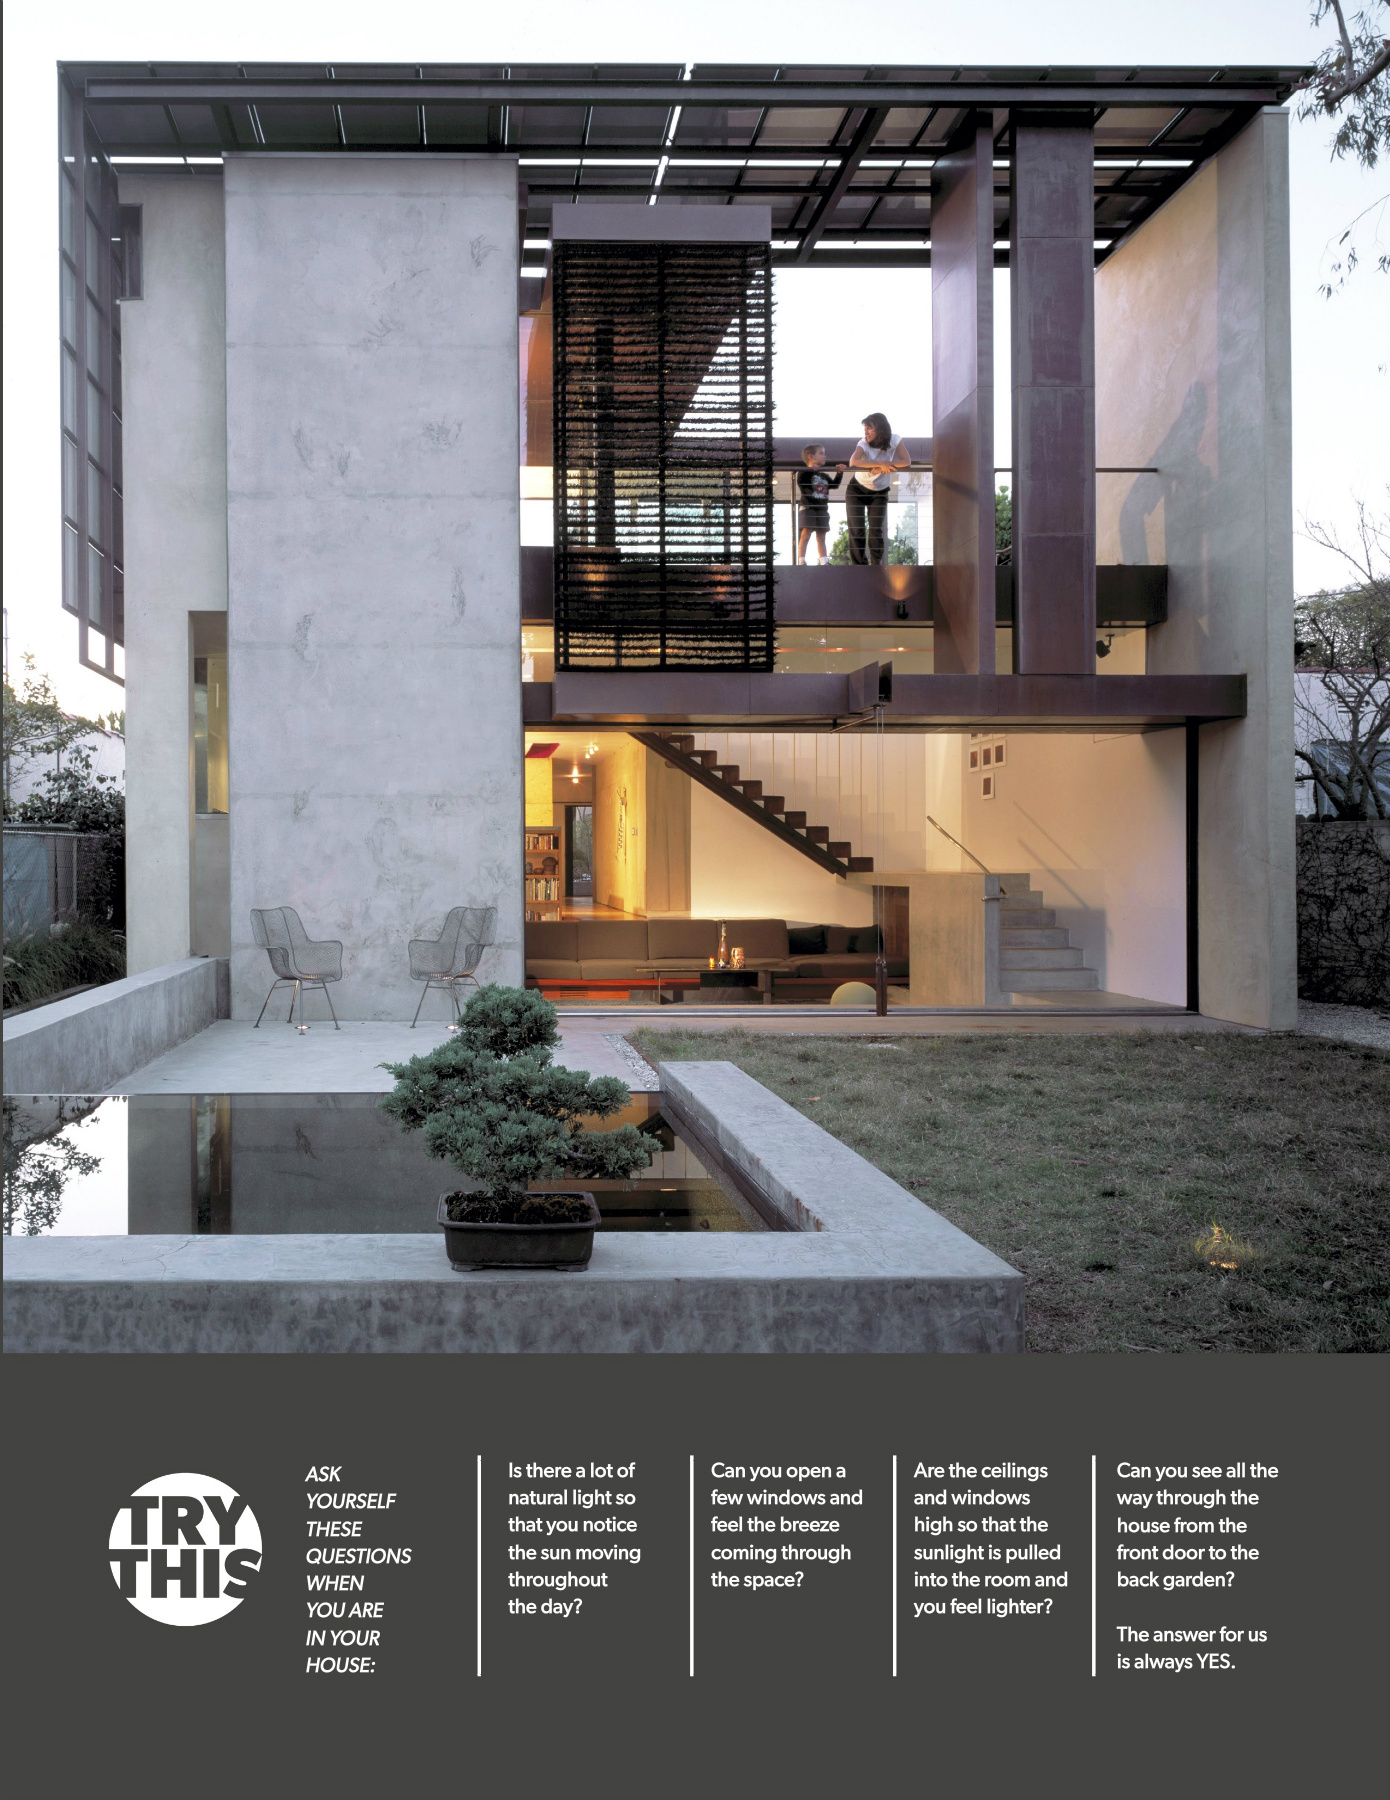 TRY
THIS
ASK
YOURSELF
THESE
QUESTIONS
WHEN
YOU ARE
IN YOUR
HOUSE:
Is there a lot of
natural light so
that you notice
the sun moving
throughout
the day?
Can you open a
few windows and
feel the breeze
coming through
the space?
Are the ceilings
and windows
high so that the
sunlight is pulled
into the room and
you feel lighter?
Can you see all the
way through the
house from the
front door to the
back garden?
The answer for us
is always YES.